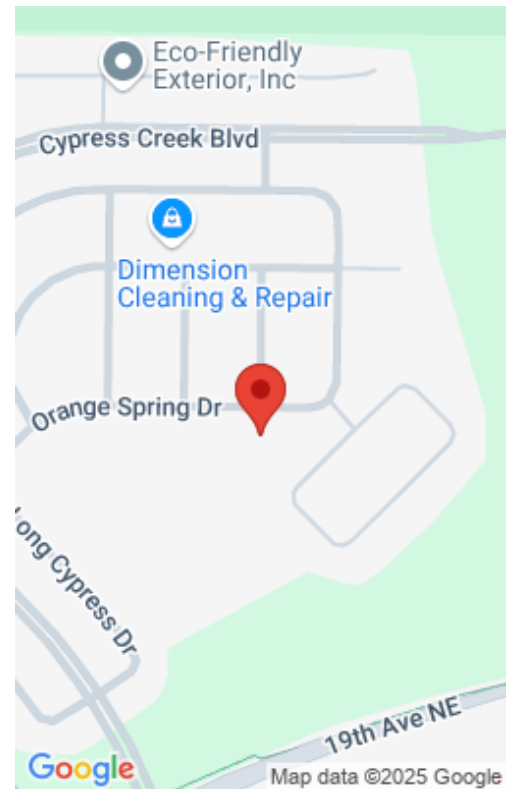 Eco-Friendly
Exterior, Inc
Cypress Creek Blvd
Dimension
Cleaning & Repair
Orange Spring Dr
Long Cypress Dr
19th Ave NE
Google
Map data ©2025 Google